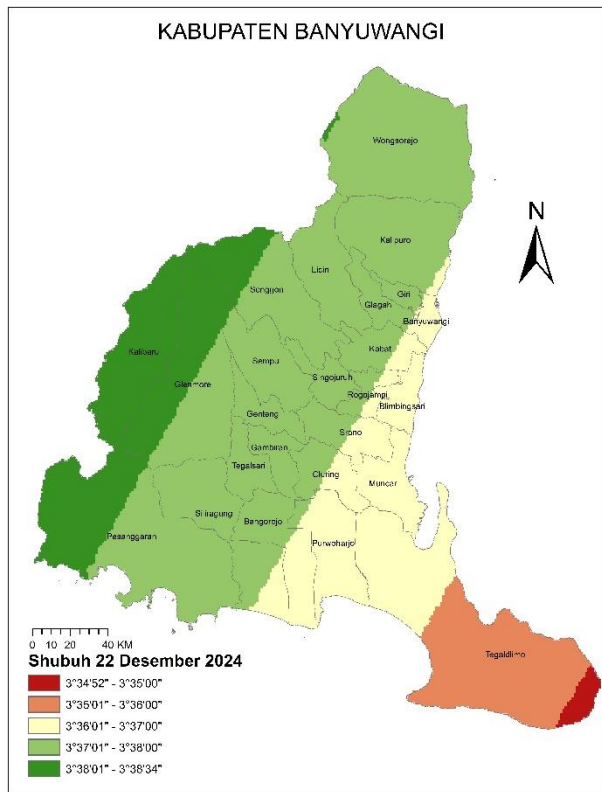 KABUPATEN BANYUWANGI
Wongsorejo
N
Kalipuro
Licin
Songgon
Giri
Glagah
Banyuwangi
Kabat
Kalibaru
Sempu
Singojuruh
Glenmore
Rogojampi
Blimbingsari
Genteng
Srono
Gambiran
Tegalsari
Cluring
Muncar
Siliragung
Bangorejo
Pesanggaran
Purwoharjo
0 10 20 40 KM
Tegaldlimo
Shubuh 22 Desember 2024
3°34'52" - 3°35'00"
3°35'01" - 3°36'00"
3°36'01" - 3°37'00"
3°37'01" - 3°38'00"
3°38'01" - 3°38'34"